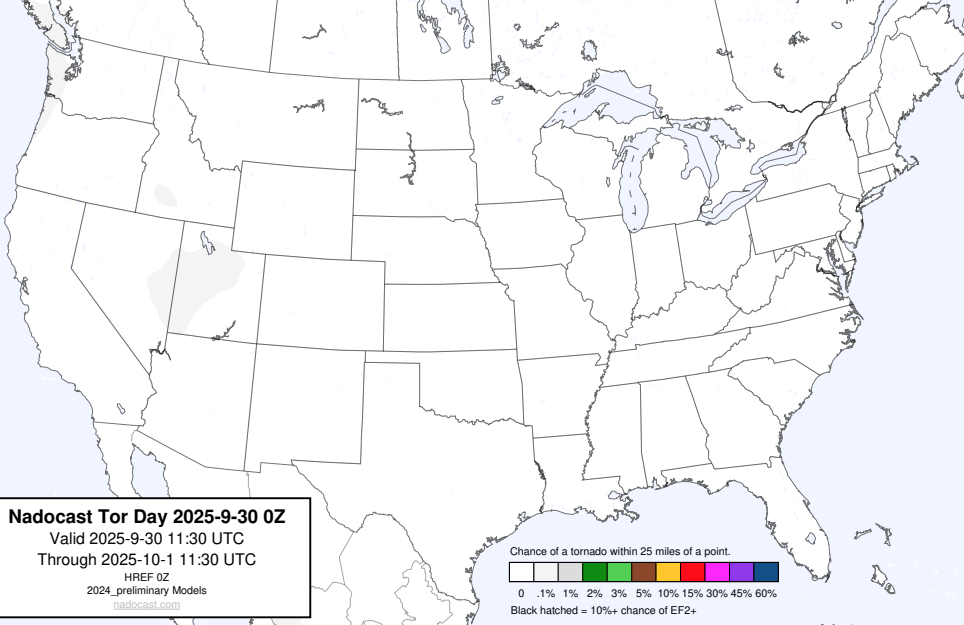 Nadocast Tor Day 2025-9-30 0Z
Valid 2025-9-30 11:30 UTC
Through 2025-10-1 11:30 UTC
HREF 0Z
2024_preliminary Models
nadocast.com
Chance of a tornado within 25 miles of a point.
0 .1% 1% 2% 3% 5% 10% 15% 30% 45% 60%
Black hatched = 10%+ chance of EF2+